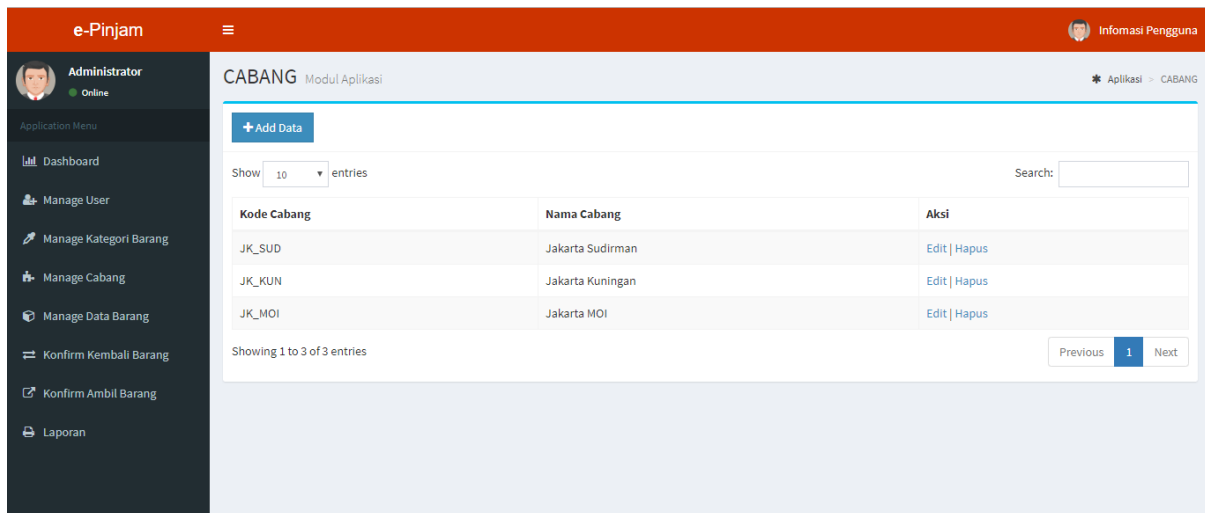 e-Pinjam
Infomasi Pengguna
Administrator
Online
Application Menu
Dashboard
Manage User
Manage Kategori Barang
Manage Cabang
Manage Data Barang
Konfirm Kembali Barang
Konfirm Ambil Barang
Laporan
CABANG Modul Aplikasi
Aplikasi > CABANG
Add Data
Show 10 entries
Search:
Kode Cabang Nama Cabang Aksi
JK_SUD Jakarta Sudirman Edit | Hapus
JK_KUN Jakarta Kuningan Edit | Hapus
JK_MOI Jakarta MOI Edit | Hapus
Showing 1 to 3 of 3 entries
Previous 1 Next